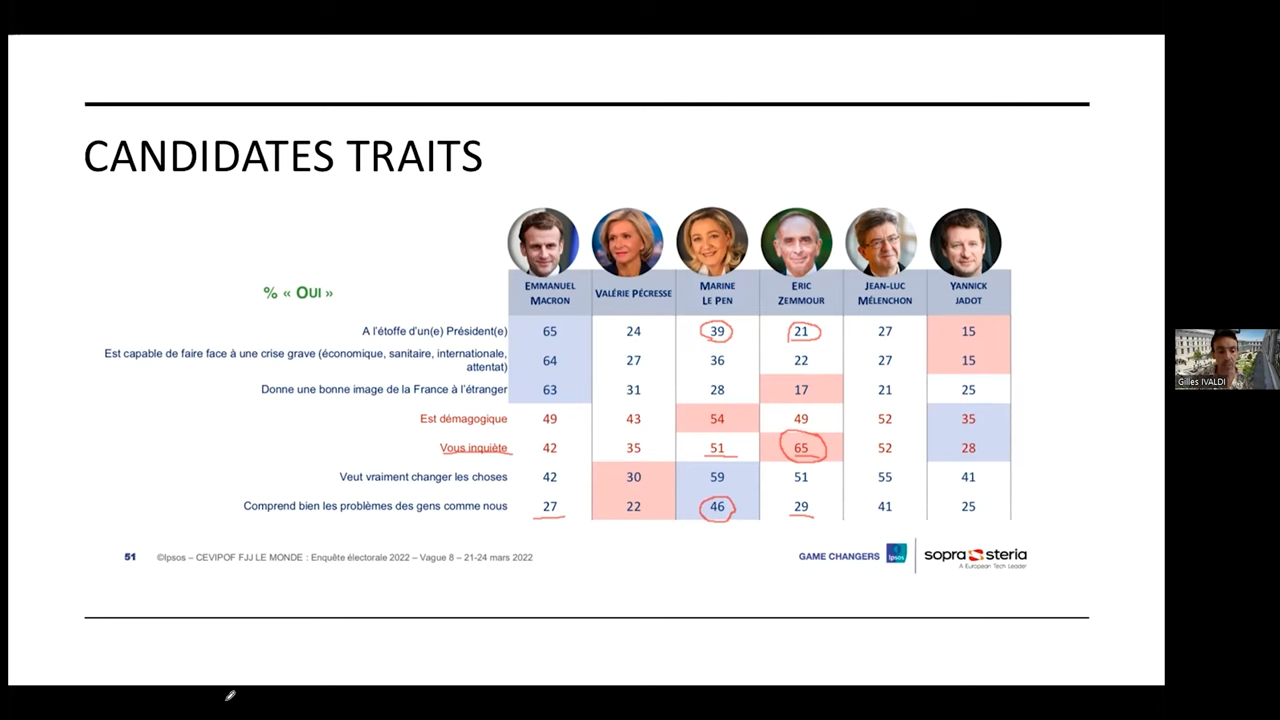 CANDIDATES TRAITS
% « OUI »
EMMANUEL MACRON
VALÉRIE PÉCRESSE
MARINE LE PEN
ERIC ZEMMOUR
JEAN-LUC MÉLENCHON
YANNICK JADOT
A l'étoffe d'un(e) Président(e) 65 24 39 21 27 15
Est capable de faire face à une crise grave (économique, sanitaire, internationale,
attentat) 64 27 36 22 27 15
Donne une bonne image de la France à l'étranger 63 31 28 17 21 25
Est démagogique 49 43 54 49 52 35
Vous inquiète 42 35 51 65 52 28
Veut vraiment changer les choses 42 30 59 51 55 41
Comprend bien les problèmes des gens comme nous 27 22 46 29 41 25
51 ©Ipsos – CEVIPOF FJJ LE MONDE : Enquête électorale 2022 – Vague 8 – 21-24 mars 2022
GAME CHANGERS Ipsos sopra steria
A European Tech Leader
Gilles IVALDI